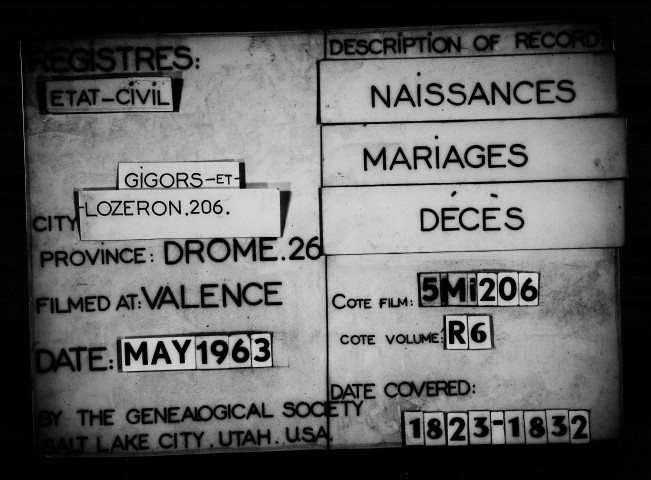 REGISTRES:
ETAT-CIVIL
GIGORS-ET-
CITY -LOZERON.206.
PROVINCE: DROME.26
FILMED AT: VALENCE
DATE: MAY 1963
BY THE GENEALOGICAL SOCIETY
SALT LAKE CITY, UTAH. U.S.A.
DESCRIPTION OF RECORD:
NAISSANCES
MARIAGES
DÉCÈS
COTE FILM: 5Mi206
COTE VOLUME: R6
DATE COVERED:
1823-1832